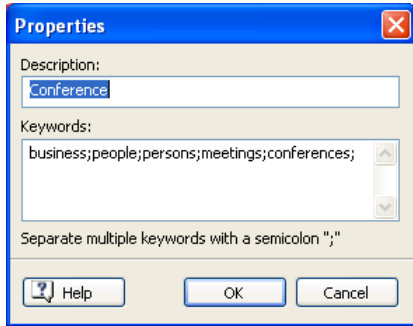 Properties
Description:
Conference
Keywords:
business;people;persons;meetings;conferences;
Separate multiple keywords with a semicolon ";"
Help
OK
Cancel